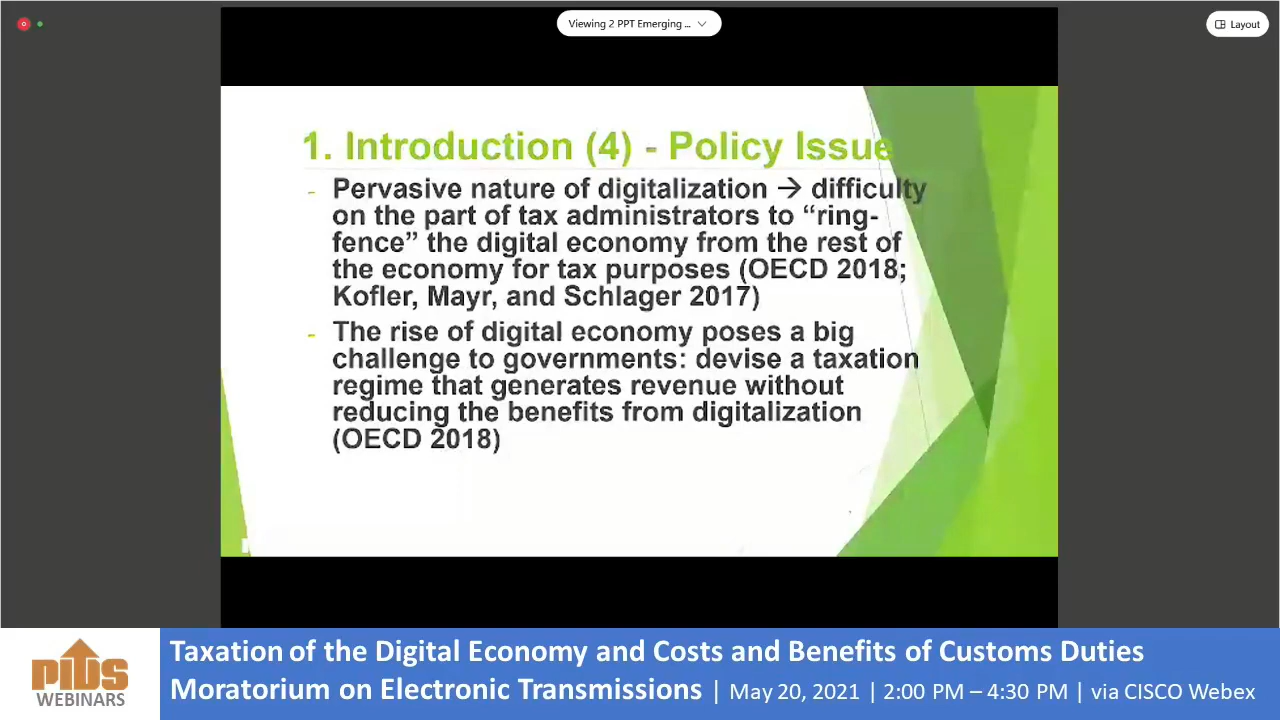 Viewing 2 PPT Emerging ...
Layout
1. Introduction (4) - Policy Issue
- Pervasive nature of digitalization → difficulty
on the part of tax administrators to “ring-
fence” the digital economy from the rest of
the economy for tax purposes (OECD 2018;
Kofler, Mayr, and Schlager 2017)
- The rise of digital economy poses a big
challenge to governments: devise a taxation
regime that generates revenue without
reducing the benefits from digitalization
(OECD 2018)
PIDS
WEBINARS
Taxation of the Digital Economy and Costs and Benefits of Customs Duties
Moratorium on Electronic Transmissions | May 20, 2021 | 2:00 PM – 4:30 PM | via CISCO Webex